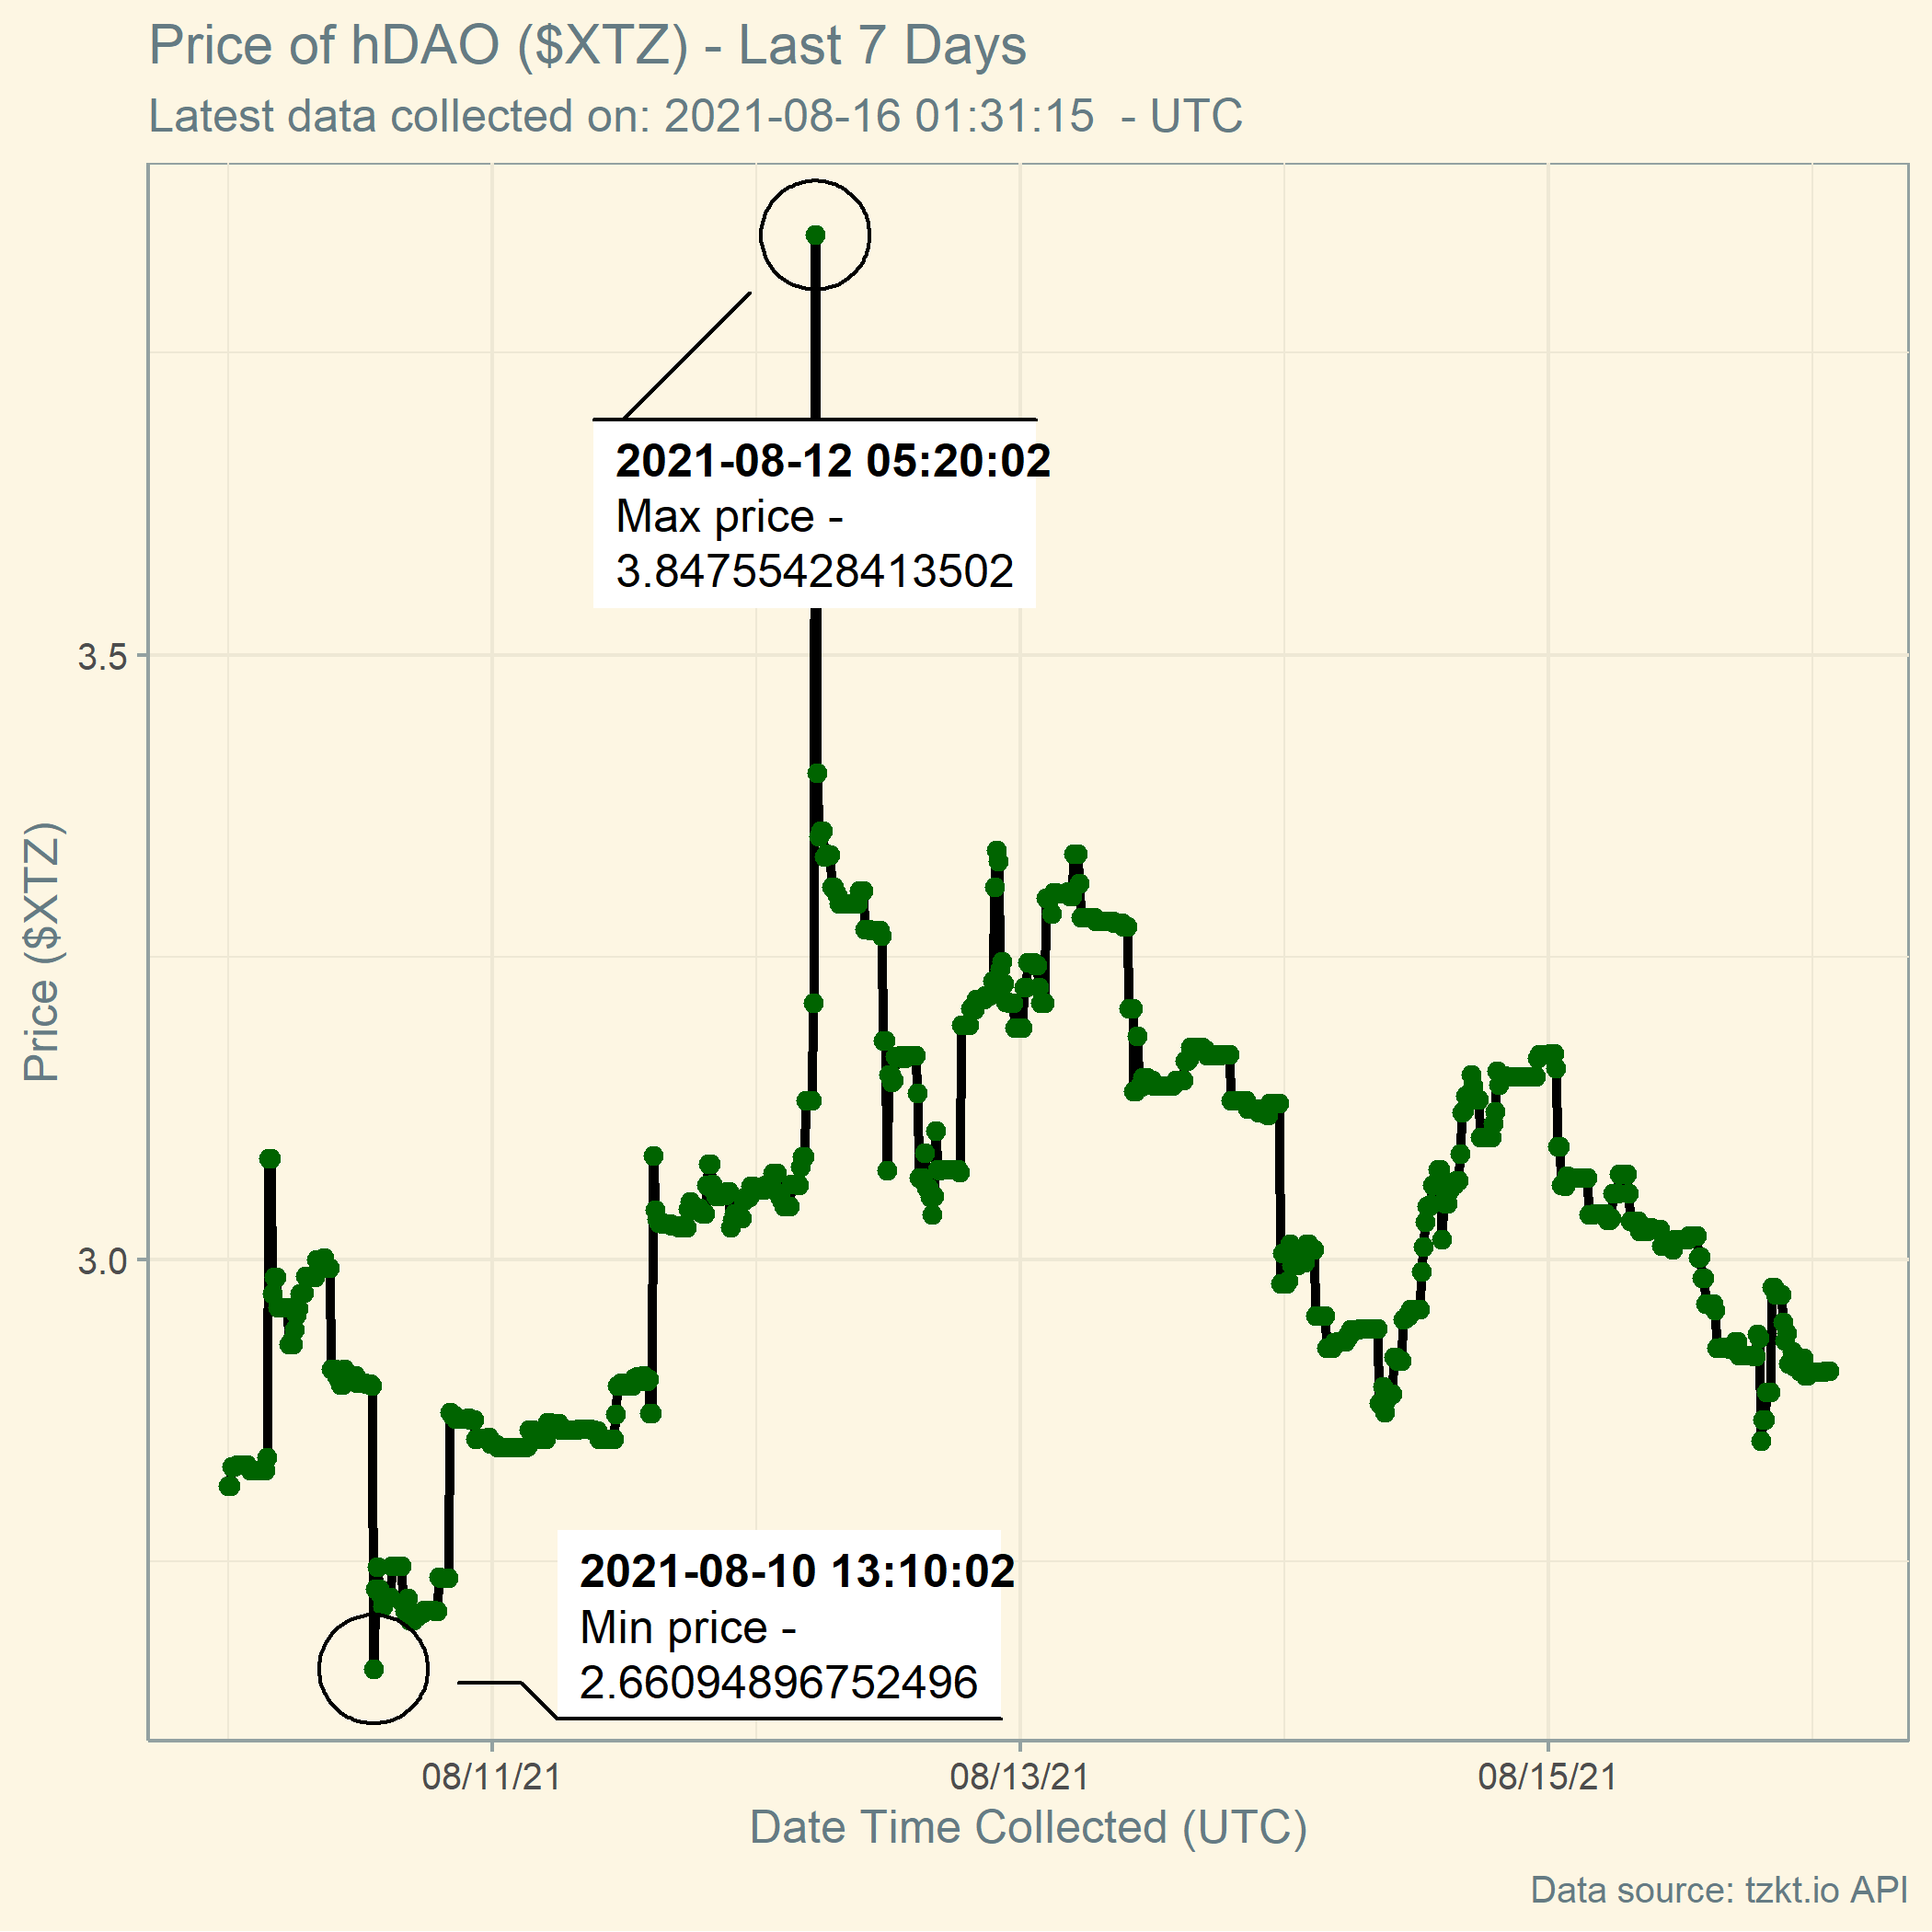 Price of hDAO ($XTZ) - Last 7 Days
Latest data collected on: 2021-08-16 01:31:15  - UTC
2021-08-12 05:20:02
Max price -
3.84755428413502
3.5
Price ($XTZ)
3.0
2021-08-10 13:10:02
Min price -
2.66094896752496
08/11/21
08/13/21
08/15/21
Date Time Collected (UTC)
Data source: tzkt.io API